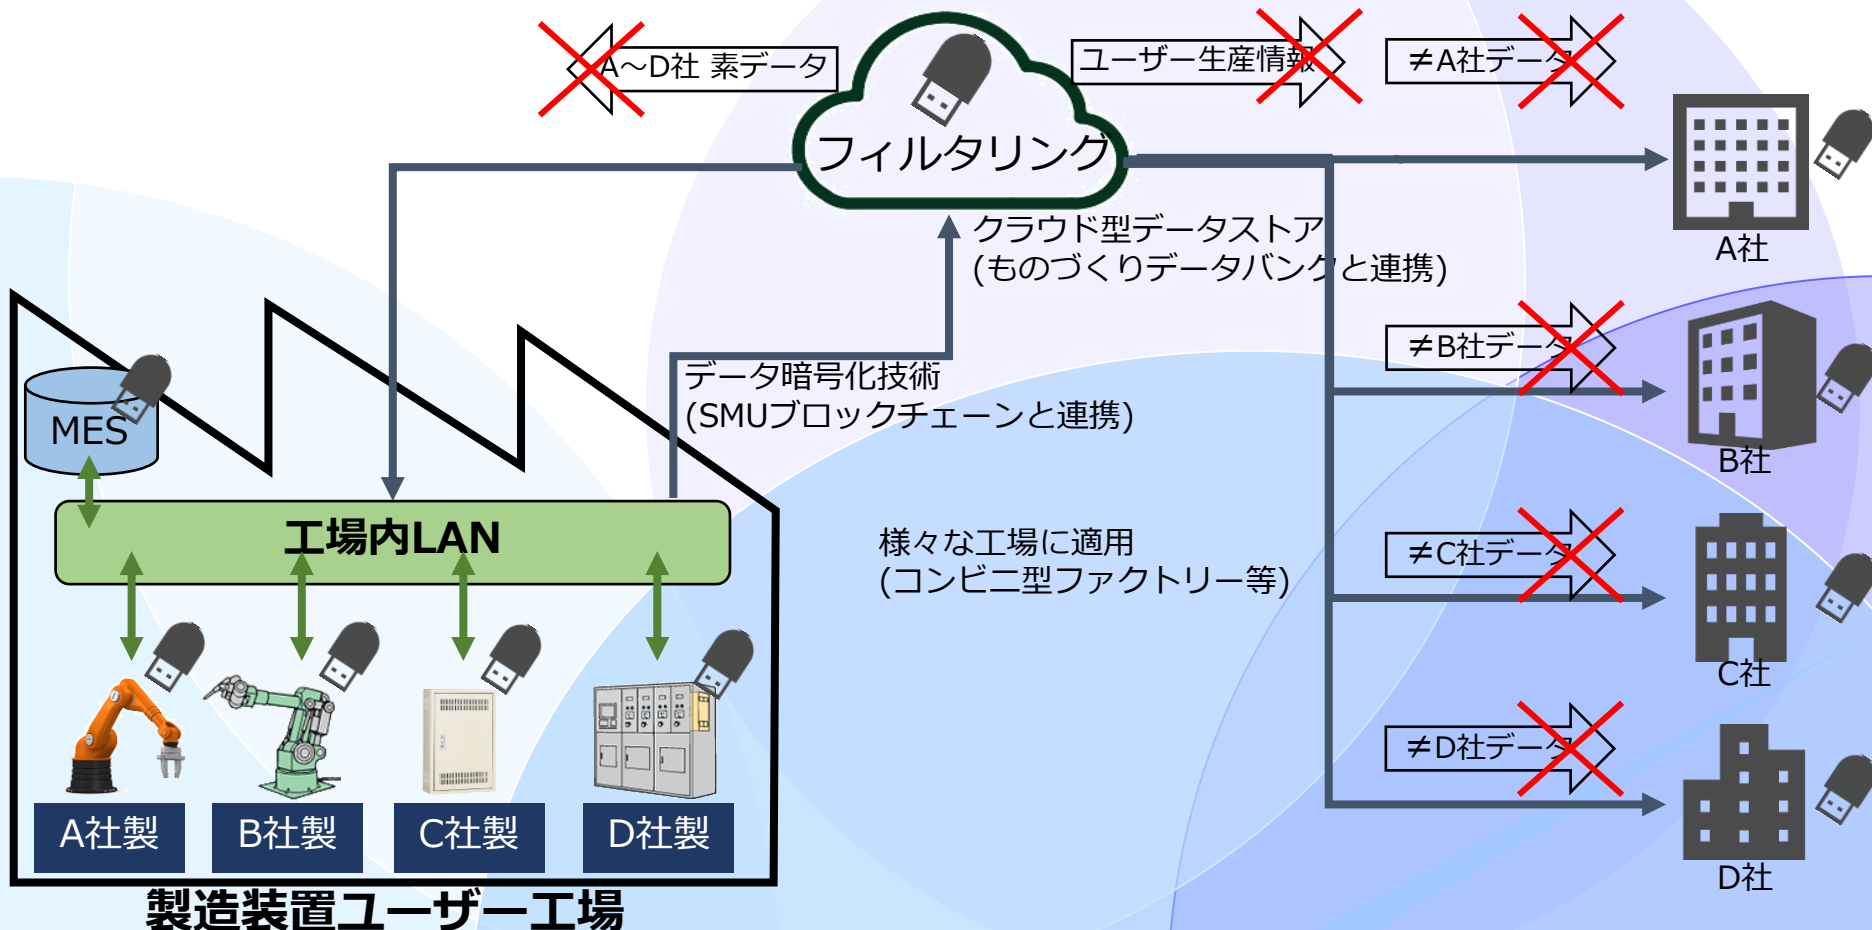 A～D社 素データ
ユーザー生産情報
≠A社データ
フィルタリング
クラウド型データストア
(ものづくりデータバンクと連携)
A社
≠B社データ
B社
データ暗号化技術
(SMUブロックチェーンと連携)
MES
工場内LAN
様々な工場に適用
(コンビニ型ファクトリー等)
≠C社データ
C社
≠D社データ
D社
A社製
B社製
C社製
D社製
製造装置ユーザー工場